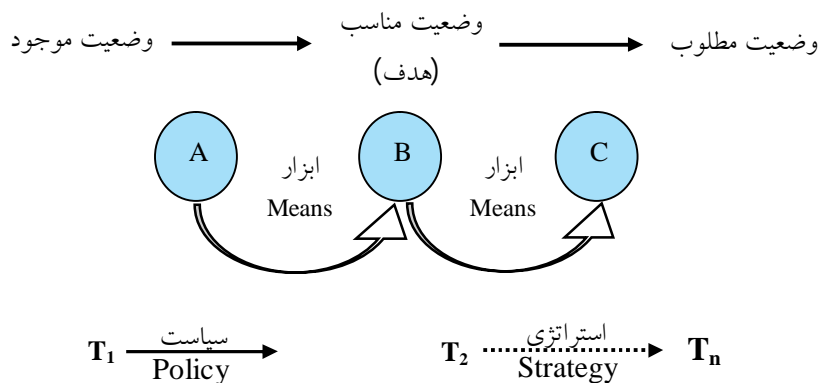 وضعیت موجود وضعیت مناسب وضعیت مطلوب
(هدف)
A B C
ابزار ابزار
Means Means
T1 سیاست T2 استراتژی Tn
Policy Strategy